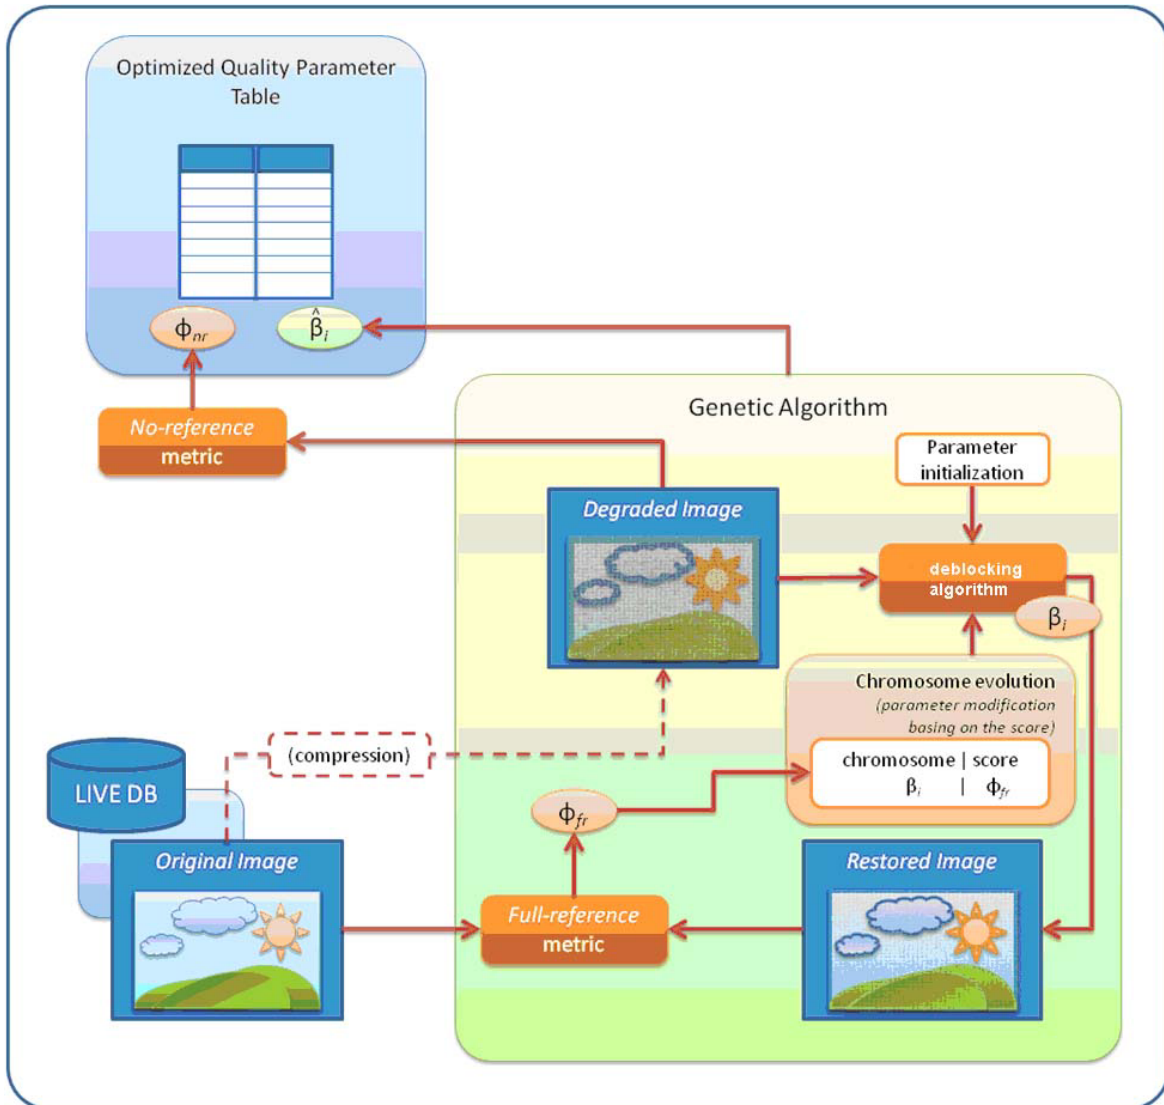 Optimized Quality Parameter
Table
ϕnr
β̂i
No-reference
metric
Genetic Algorithm
Parameter
initialization
Degraded Image
deblocking
algorithm
βi
Chromosome evolution
(parameter modification
basing on the score)
chromosome | score
βi | ϕfr
(compression)
LIVE DB
ϕfr
Original Image
Full-reference
metric
Restored Image